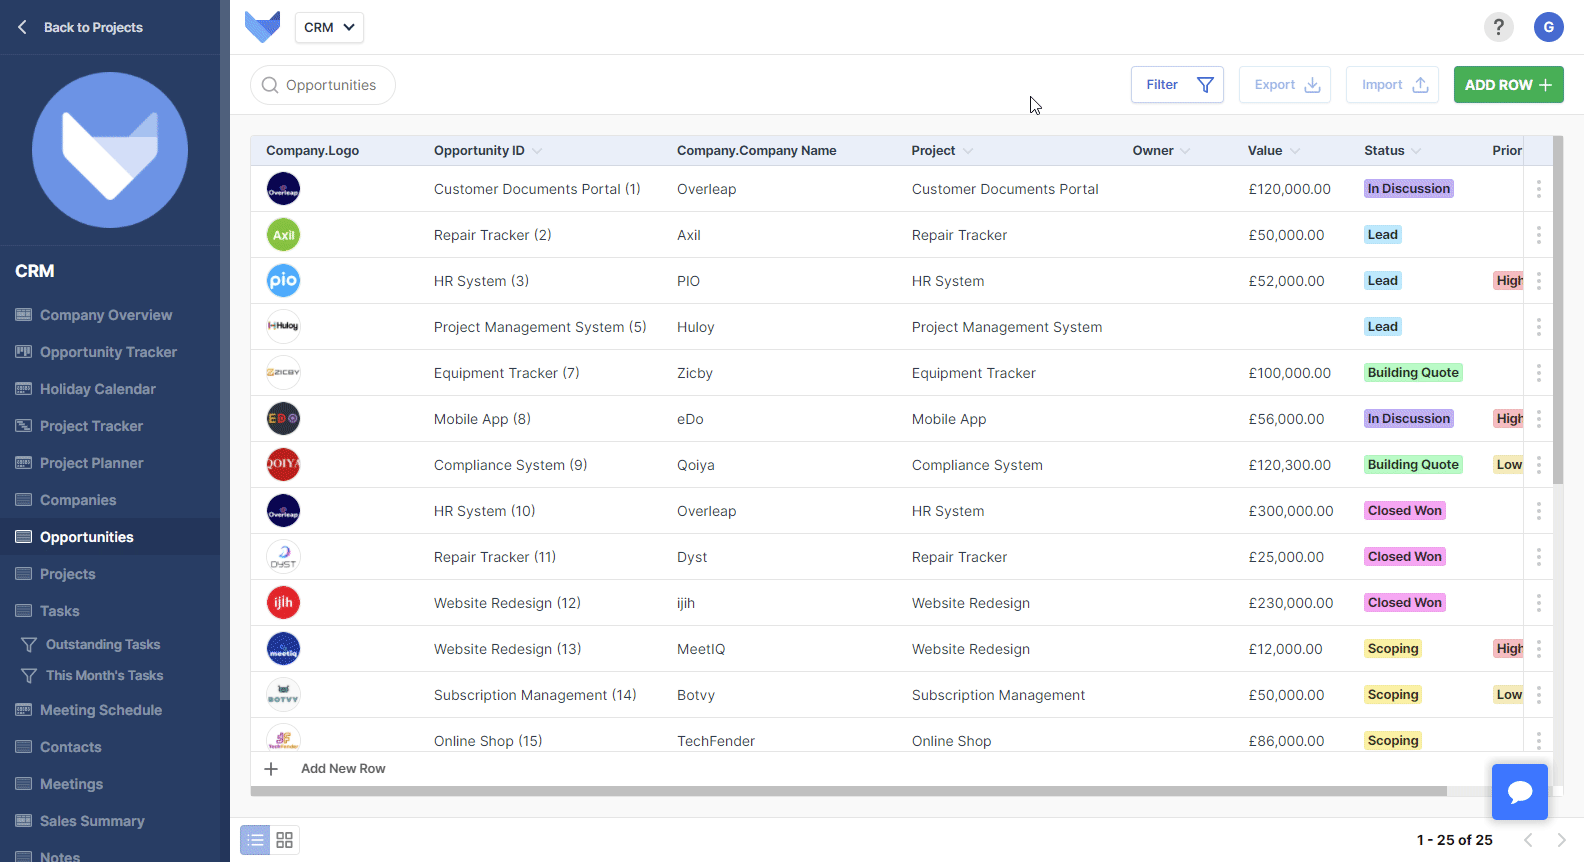 Back to Projects
CRM
?
G
Opportunities
Filter
Export
Import
ADD ROW
CRM
Company Overview
Opportunity Tracker
Holiday Calendar
Project Tracker
Project Planner
Companies
Opportunities
Projects
Tasks
Outstanding Tasks
This Month's Tasks
Meeting Schedule
Contacts
Meetings
Sales Summary
Notes
Company.Logo Opportunity ID Company.Company Name Project Owner Value Status Prior
Overleap Customer Documents Portal (1) Overleap Customer Documents Portal £120,000.00 In Discussion
Axil Repair Tracker (2) Axil Repair Tracker £50,000.00 Lead
pio HR System (3) PIO HR System £52,000.00 Lead High
Huloy Project Management System (5) Huloy Project Management System Lead
ZICBY Equipment Tracker (7) Zicby Equipment Tracker £100,000.00 Building Quote
EDO Mobile App (8) eDo Mobile App £56,000.00 In Discussion High
QOIYA Compliance System (9) Qoiya Compliance System £120,300.00 Building Quote Low
Overleap HR System (10) Overleap HR System £300,000.00 Closed Won
DYST Repair Tracker (11) Dyst Repair Tracker £25,000.00 Closed Won
ijih Website Redesign (12) ijih Website Redesign £230,000.00 Closed Won
meetiq Website Redesign (13) MeetIQ Website Redesign £12,000.00 Scoping High
BOTVY Subscription Management (14) Botvy Subscription Management £50,000.00 Scoping Low
TechFender Online Shop (15) TechFender Online Shop £86,000.00 Scoping
Add New Row
1 - 25 of 25